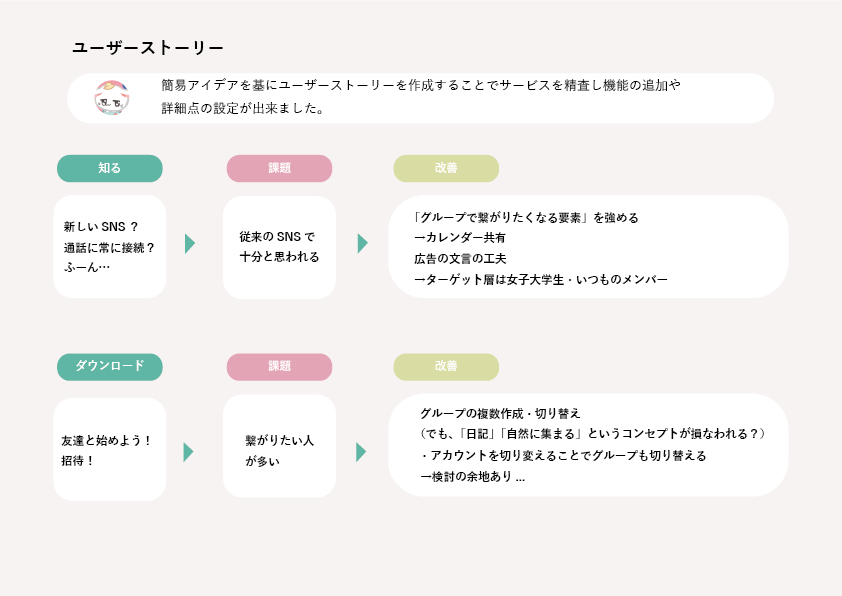 ユーザーストーリー
簡易アイデアを基にユーザーストーリーを作成することでサービスを精査し機能の追加や
詳細点の設定が出来ました。
知る
課題
改善
新しい SNS ？
通話に常に接続？
ふーん…
従来の SNS で
十分と思われる
「グループで繋がりたくなる要素」を強める
→カレンダー共有
広告の文言の工夫
→ターゲット層は女子大学生・いつものメンバー
ダウンロード
課題
改善
友達と始めよう！
招待！
繋がりたい人
が多い
グループの複数作成・切り替え
（でも、「日記」「自然に集まる」というコンセプトが損なわれる？）
・アカウントを切り変えることでグループも切り替える
→検討の余地あり ...